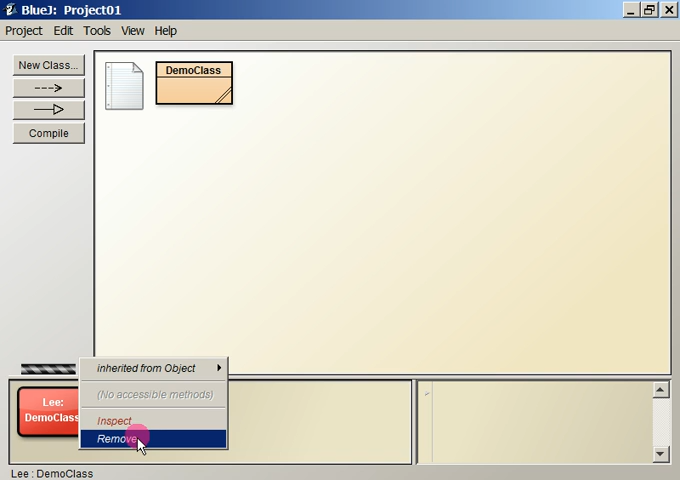 BlueJ: Project01
Project Edit Tools View Help
New Class...
DemoClass
Compile
inherited from Object
(No accessible methods)
Inspect
Remove
Lee:
DemoClass
Lee : DemoClass